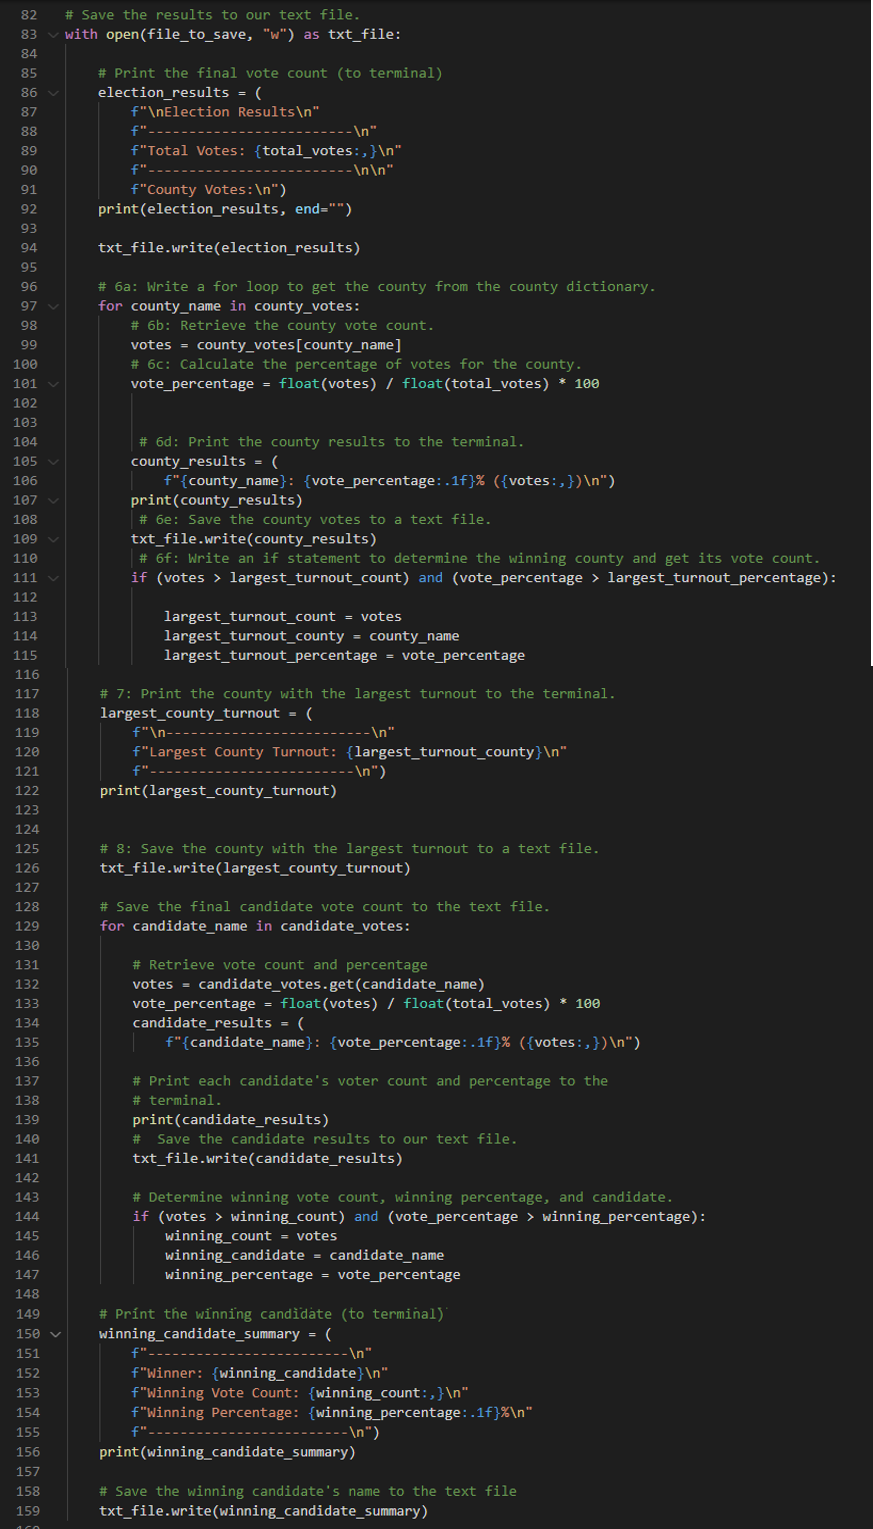 82 # Save the results to our text file.
83 with open(file_to_save, "w") as txt_file:
84
85     # Print the final vote count (to terminal)
86     election_results = (
87         f"\nElection Results\n"
88         f"-------------------------\n"
89         f"Total Votes: {total_votes:,}\n"
90         f"-------------------------\n\n"
91         f"County Votes:\n")
92     print(election_results, end="")
93
94     txt_file.write(election_results)
95
96     # 6a: Write a for loop to get the county from the county dictionary.
97     for county_name in county_votes:
98         # 6b: Retrieve the county vote count.
99         votes = county_votes[county_name]
100         # 6c: Calculate the percentage of votes for the county.
101         vote_percentage = float(votes) / float(total_votes) * 100
102
103
104          # 6d: Print the county results to the terminal.
105         county_results = (
106             f"{county_name}: {vote_percentage:.1f}% ({votes:,})\n")
107         print(county_results)
108          # 6e: Save the county votes to a text file.
109         txt_file.write(county_results)
110          # 6f: Write an if statement to determine the winning county and get its vote count.
111         if (votes > largest_turnout_count) and (vote_percentage > largest_turnout_percentage):
112
113             largest_turnout_count = votes
114             largest_turnout_county = county_name
115             largest_turnout_percentage = vote_percentage
116
117     # 7: Print the county with the largest turnout to the terminal.
118     largest_county_turnout = (
119         f"\n-------------------------\n"
120         f"Largest County Turnout: {largest_turnout_county}\n"
121         f"-------------------------\n")
122     print(largest_county_turnout)
123
124
125     # 8: Save the county with the largest turnout to a text file.
126     txt_file.write(largest_county_turnout)
127
128     # Save the final candidate vote count to the text file.
129     for candidate_name in candidate_votes:
130
131         # Retrieve vote count and percentage
132         votes = candidate_votes.get(candidate_name)
133         vote_percentage = float(votes) / float(total_votes) * 100
134         candidate_results = (
135             f"{candidate_name}: {vote_percentage:.1f}% ({votes:,})\n")
136
137         # Print each candidate's voter count and percentage to the
138         # terminal.
139         print(candidate_results)
140         #  Save the candidate results to our text file.
141         txt_file.write(candidate_results)
142
143         # Determine winning vote count, winning percentage, and candidate.
144         if (votes > winning_count) and (vote_percentage > winning_percentage):
145             winning_count = votes
146             winning_candidate = candidate_name
147             winning_percentage = vote_percentage
148
149     # Print the winning candidate (to terminal)
150     winning_candidate_summary = (
151         f"-------------------------\n"
152         f"Winner: {winning_candidate}\n"
153         f"Winning Vote Count: {winning_count:,}\n"
154         f"Winning Percentage: {winning_percentage:.1f}%\n"
155         f"-------------------------\n")
156     print(winning_candidate_summary)
157
158     # Save the winning candidate's name to the text file
159     txt_file.write(winning_candidate_summary)